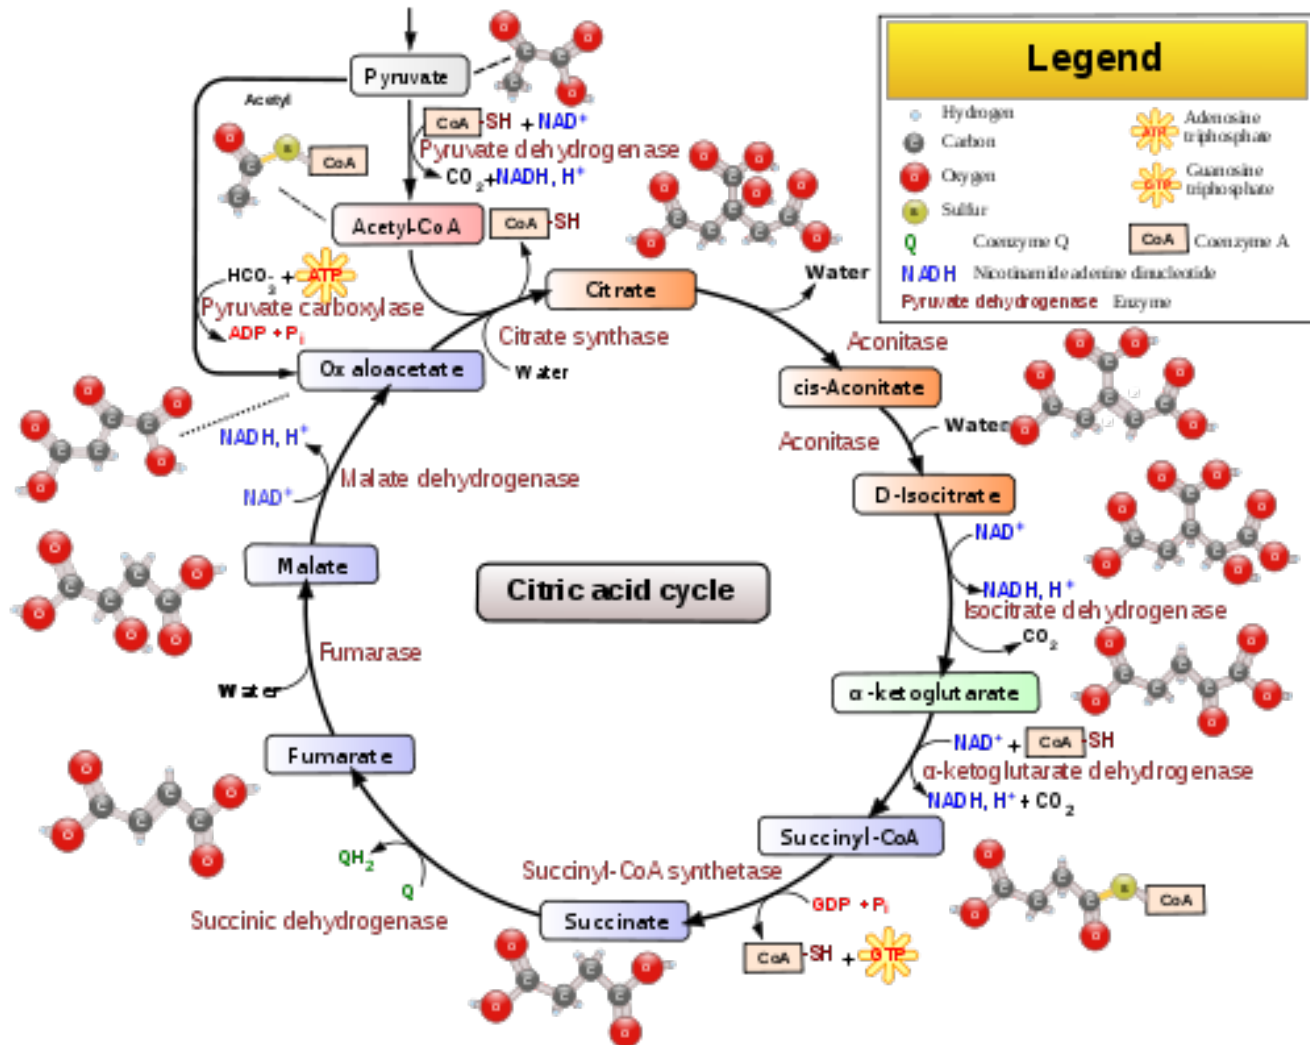 Legend
Hydrogen
Carbon
Oxygen
Sulfur
Q Coenzyme Q
NADH Nicotinamide adenine dinucleotide
Pyruvate dehydrogenase Enzyme
ATP Adenosine triphosphate
GTP Guanosine triphosphate
CoA Coenzyme A
Pyruvate
Acetyl
CoA
CoA-SH + NAD⁺
Pyruvate dehydrogenase
CO₂+NADH, H⁺
Acetyl-CoA
CoA-SH
HCO₃⁻ + ATP
Pyruvate carboxylase
ADP + Pᵢ
Citrate
Citrate synthase
Water
Water
Aconitase
Oxaloacetate
cis-Aconitate
Water
Aconitase
D-Isocitrate
NAD⁺
NADH, H⁺
Isocitrate dehydrogenase
CO₂
α-ketoglutarate
NAD⁺ + CoA-SH
α-ketoglutarate dehydrogenase
NADH, H⁺ + CO₂
Succinyl-CoA
CoA
Succinyl-CoA synthetase
GDP + Pᵢ
CoA-SH + GTP
Succinate
QH₂
Q
Succinic dehydrogenase
Fumarate
Water
Fumarase
Malate
NAD⁺
Malate dehydrogenase
NADH, H⁺
Citric acid cycle